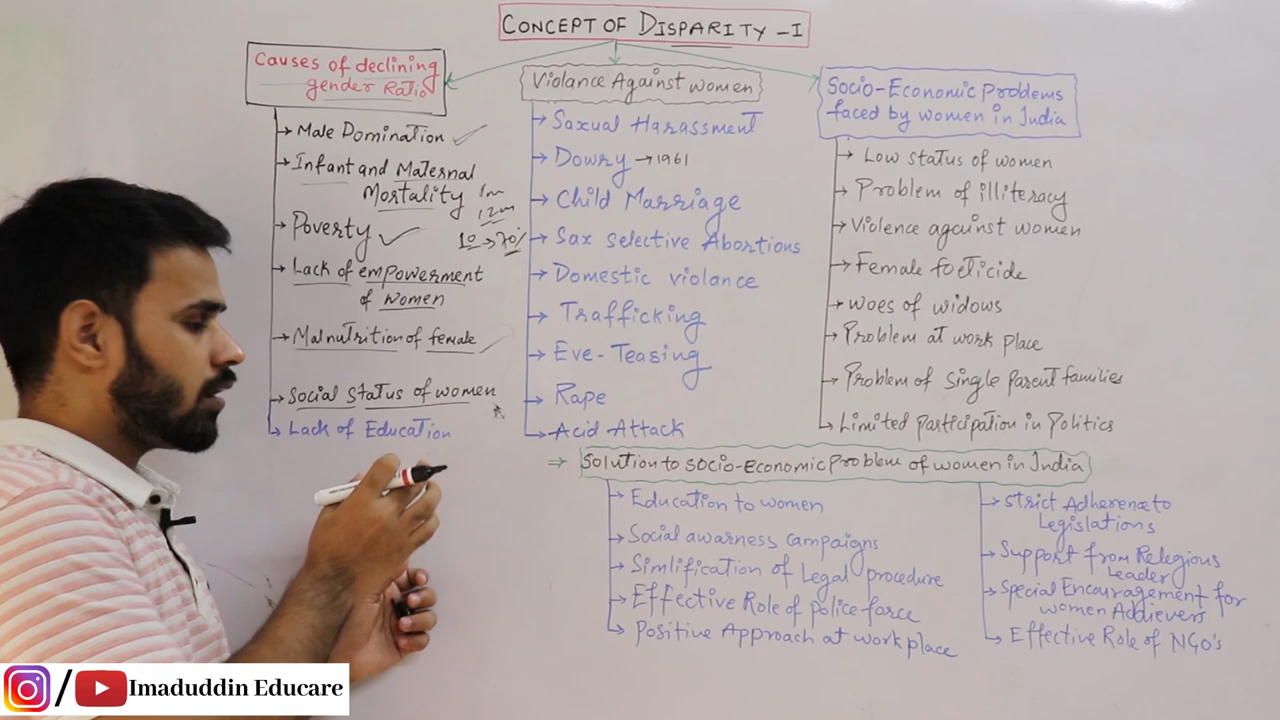 CONCEPT OF DISPARITY -I
Causes of declining
gender Ratio
→ Male Domination ✓
→ Infant and Maternal
Mortality
1m
12m
→ Poverty ✓
10 → 70%
→ Lack of empowerment
of women
→ Malnutrition of female ✓
→ Social Status of women
→ Lack of Education
Violance Against women
→ Saxual Harassment
→ Dowry → 1961
→ Child Marriage
→ Sax selective Abortions
→ Domestic violance
→ Trafficking
→ Eve-Teasing
→ Rape
→ Acid Attack
Socio-Economic Problems
faced by women in India
→ Low status of women
→ Problem of illiteracy
→ Violence against women
→ Female foeticide
→ Woes of widows
→ Problem at work place
→ Problem of Single Parent families
→ Limited Participation in Politics
⇒ Solution to socio-Economic Problem of women in India
→ Education to women
→ Social awarness campaigns
→ Simlification of Legal procedure
→ Effective Role of police force
→ Positive Approach at work place
→ Strict Adherence to
Legislations
→ Support from Relegious
Leader
→ Special Encouragement for
women
→ Effective Role of NGO's
Imaduddin Educare